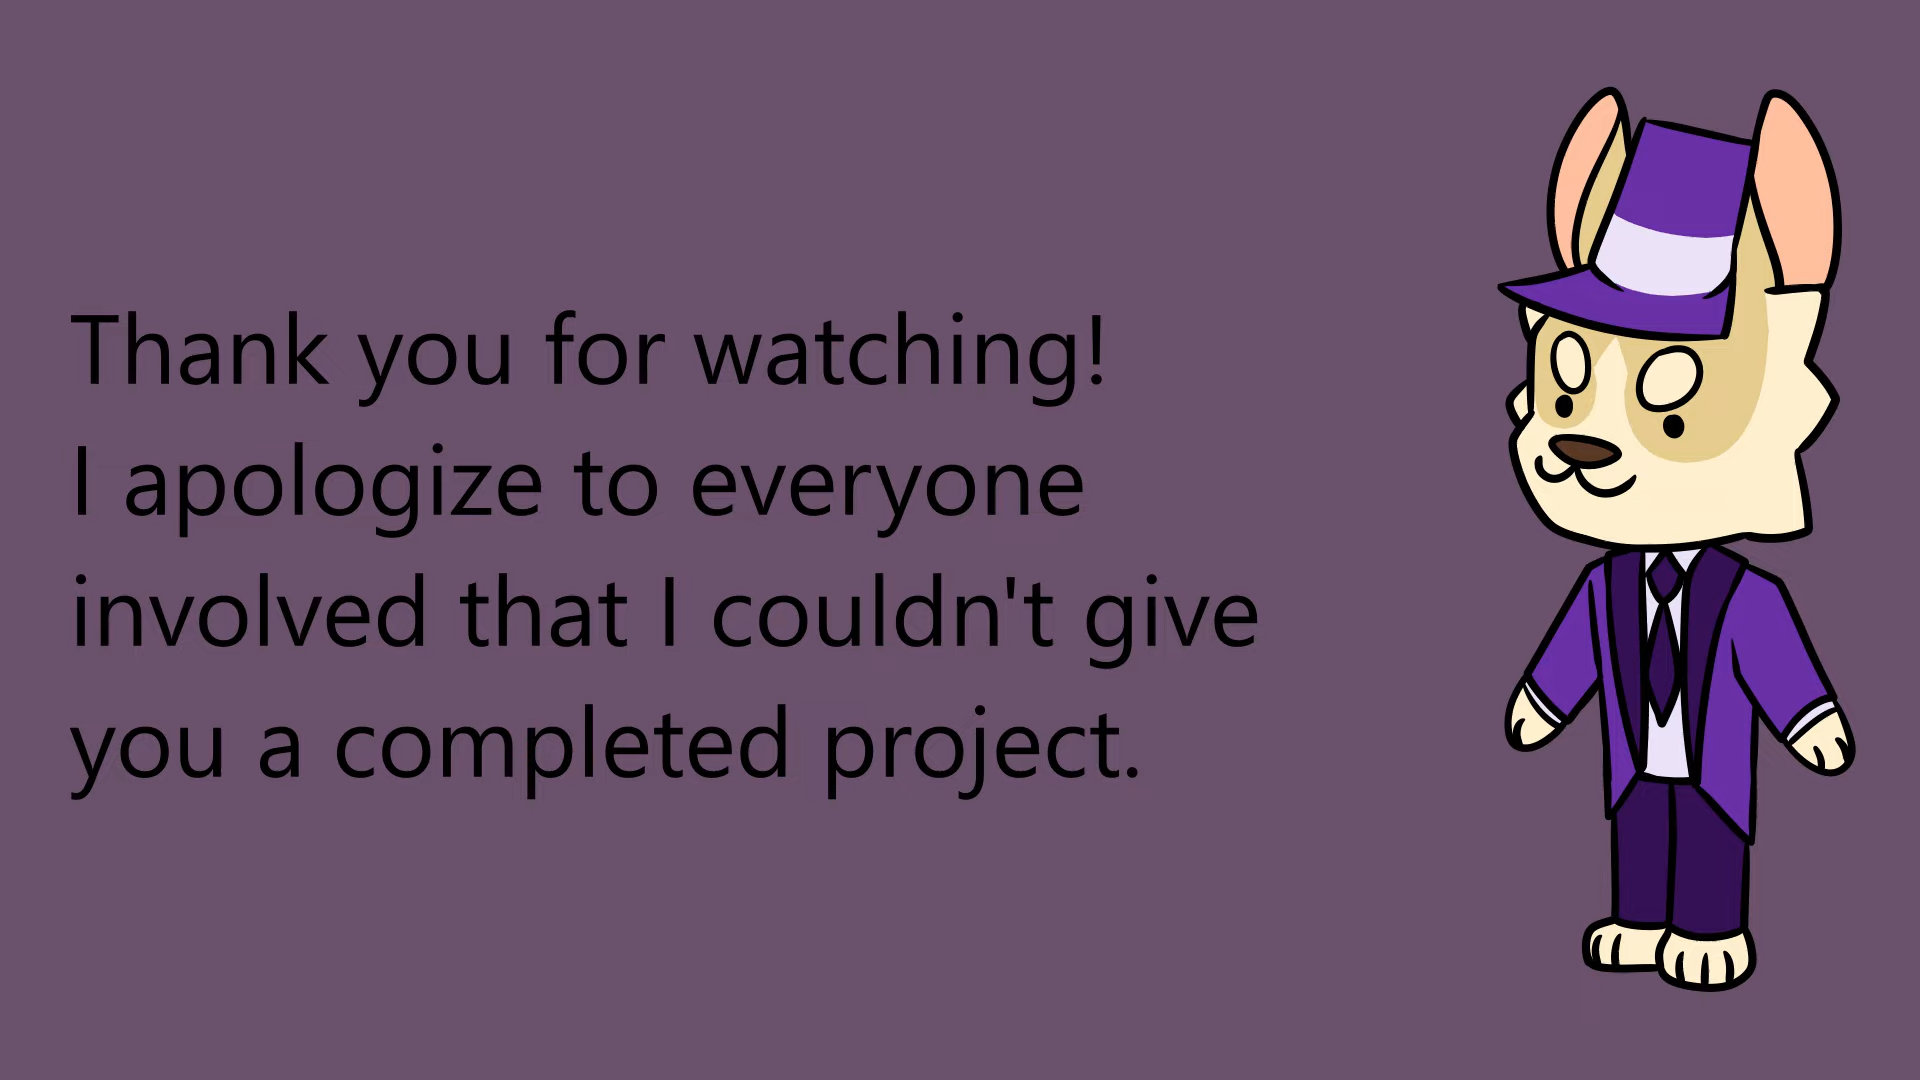 Thank you for watching!
I apologize to everyone
involved that I couldn't give
you a completed project.